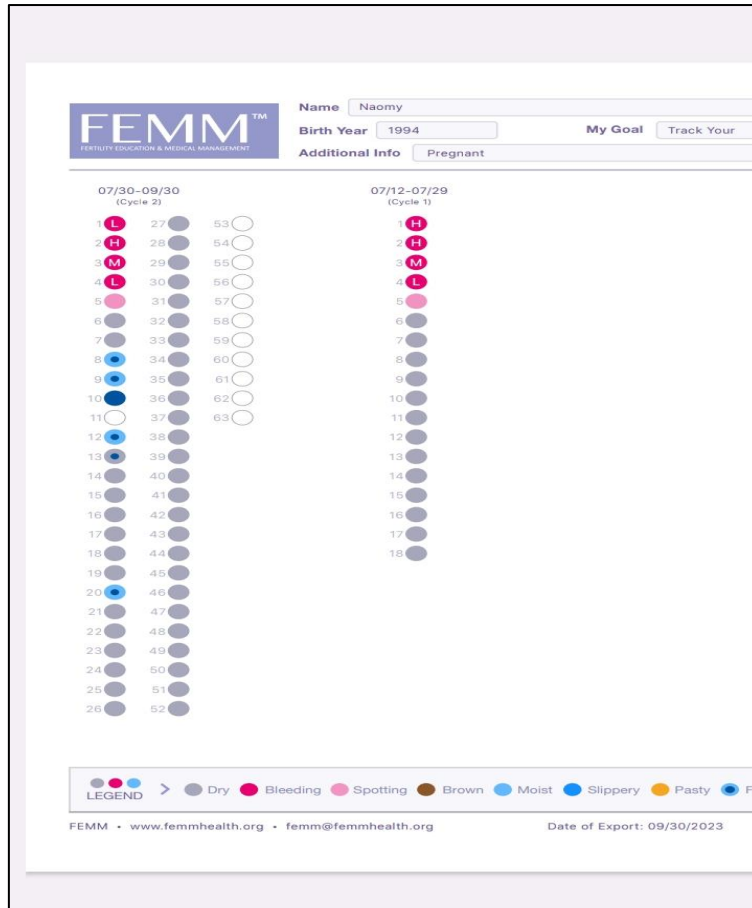 FEMM™
FERTILITY EDUCATION & MEDICAL MANAGEMENT
Name Naomy
Birth Year 1994 My Goal Track Your
Additional Info Pregnant
07/30-09/30 07/12-07/29
(Cycle 2) (Cycle 1)
1 L 27 53 1 H
2 H 28 54 2 H
3 M 29 55 3 M
4 L 30 56 4 L
5 31 57 5
6 32 58 6
7 33 59 7
8 34 60 8
9 35 61 9
10 36 62 10
11 37 63 11
12 38 12
13 39 13
14 40 14
15 41 15
16 42 16
17 43 17
18 44 18
19 45
20 46
21 47
22 48
23 49
24 50
25 51
26 52
LEGEND > Dry Bleeding Spotting Brown Moist Slippery Pasty
FEMM • www.femmhealth.org • femm@femmhealth.org Date of Export: 09/30/2023